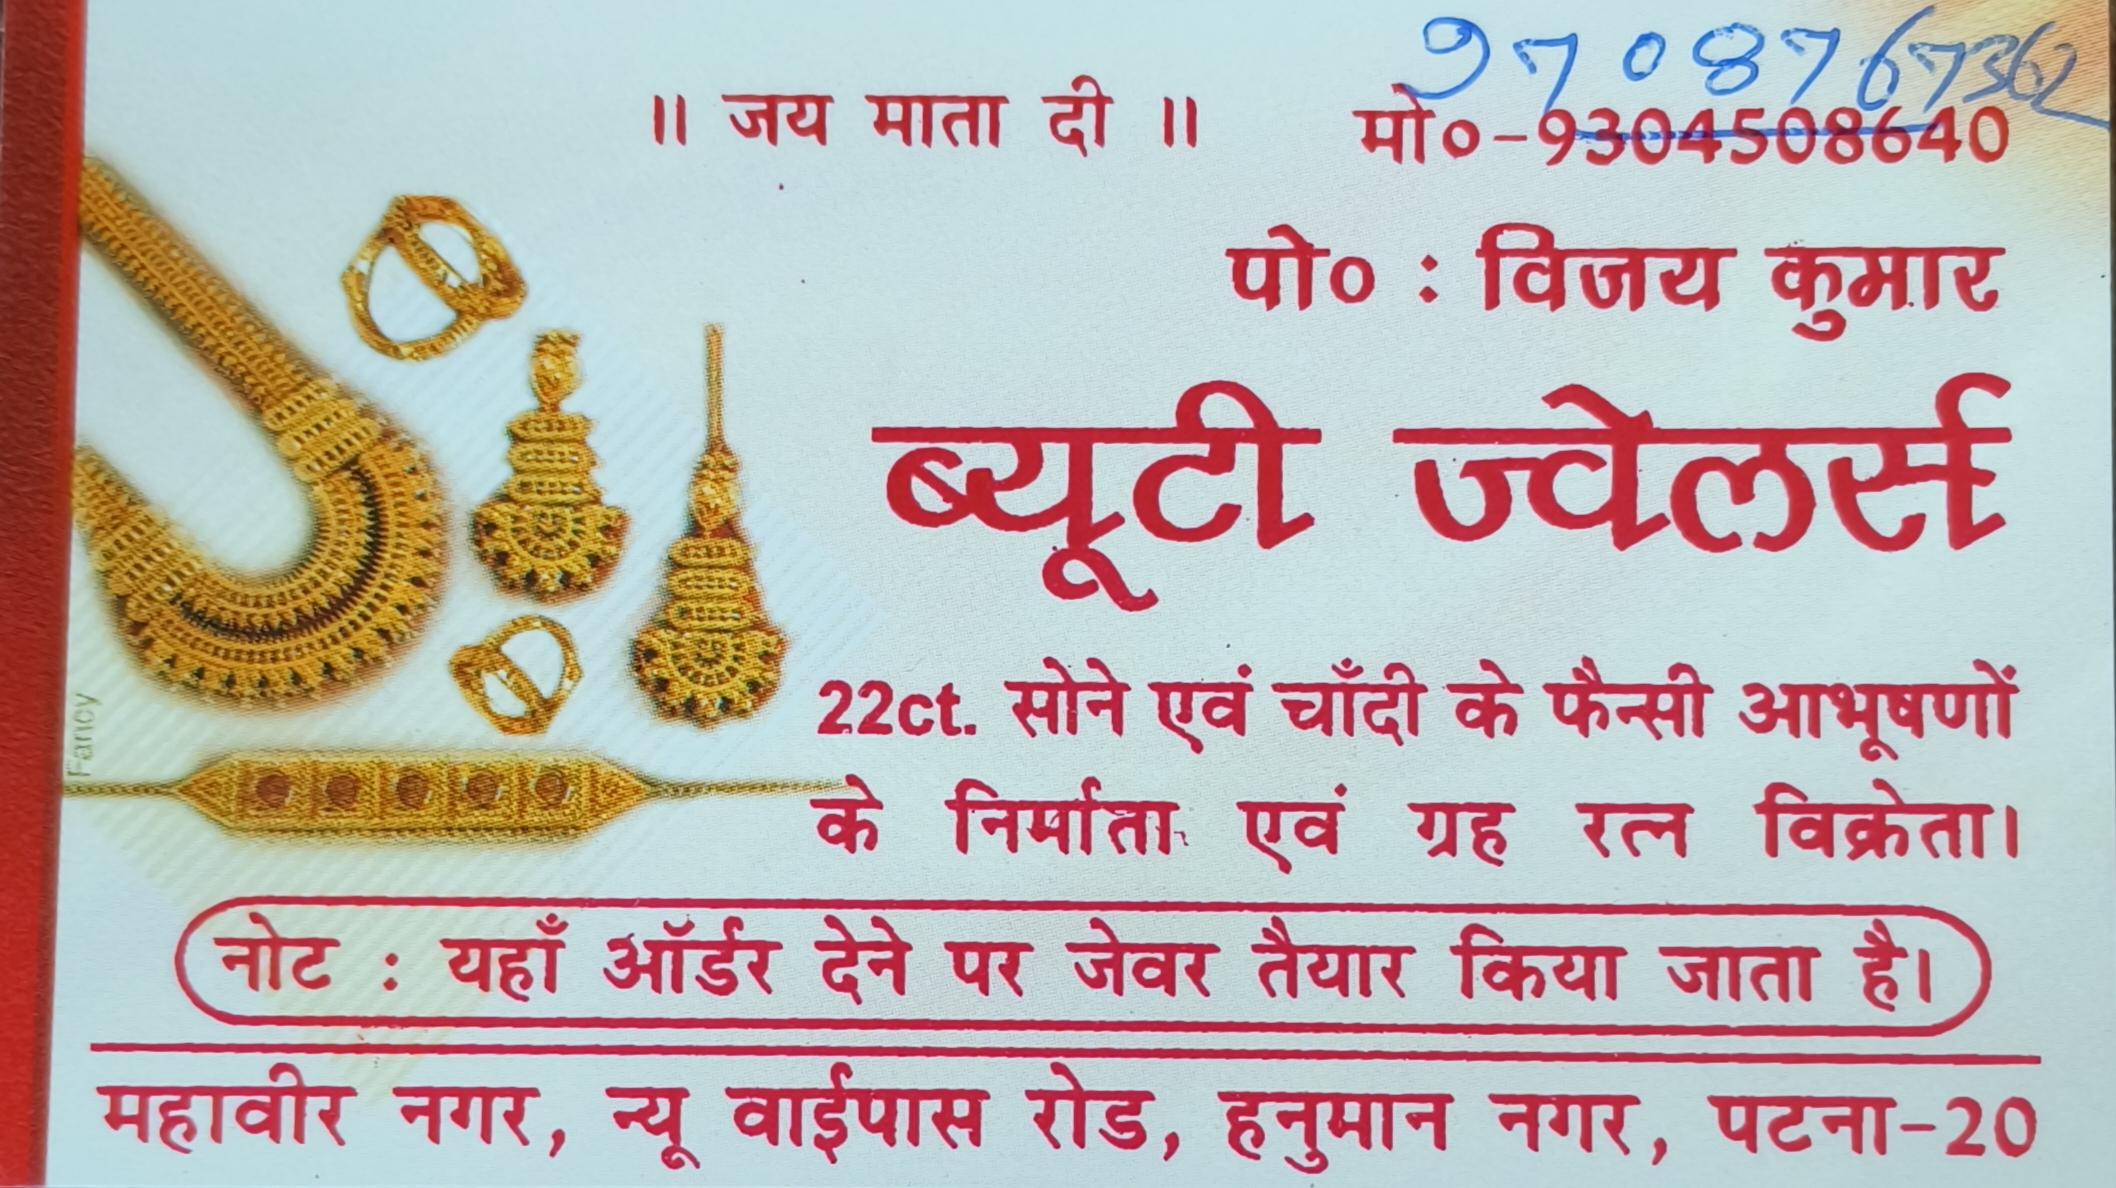 9708767362
॥ जय माता दी ॥ मो०-9304508640
पो० : विजय कुमार
ब्यूटी ज्वेलर्स
22ct. सोने एवं चाँदी के फैन्सी आभूषणों
के निर्माता एवं ग्रह रत्न विक्रेता।
Fancy
नोट : यहाँ ऑर्डर देने पर जेवर तैयार किया जाता है।
महावीर नगर, न्यू वाईपास रोड, हनुमान नगर, पटना-20